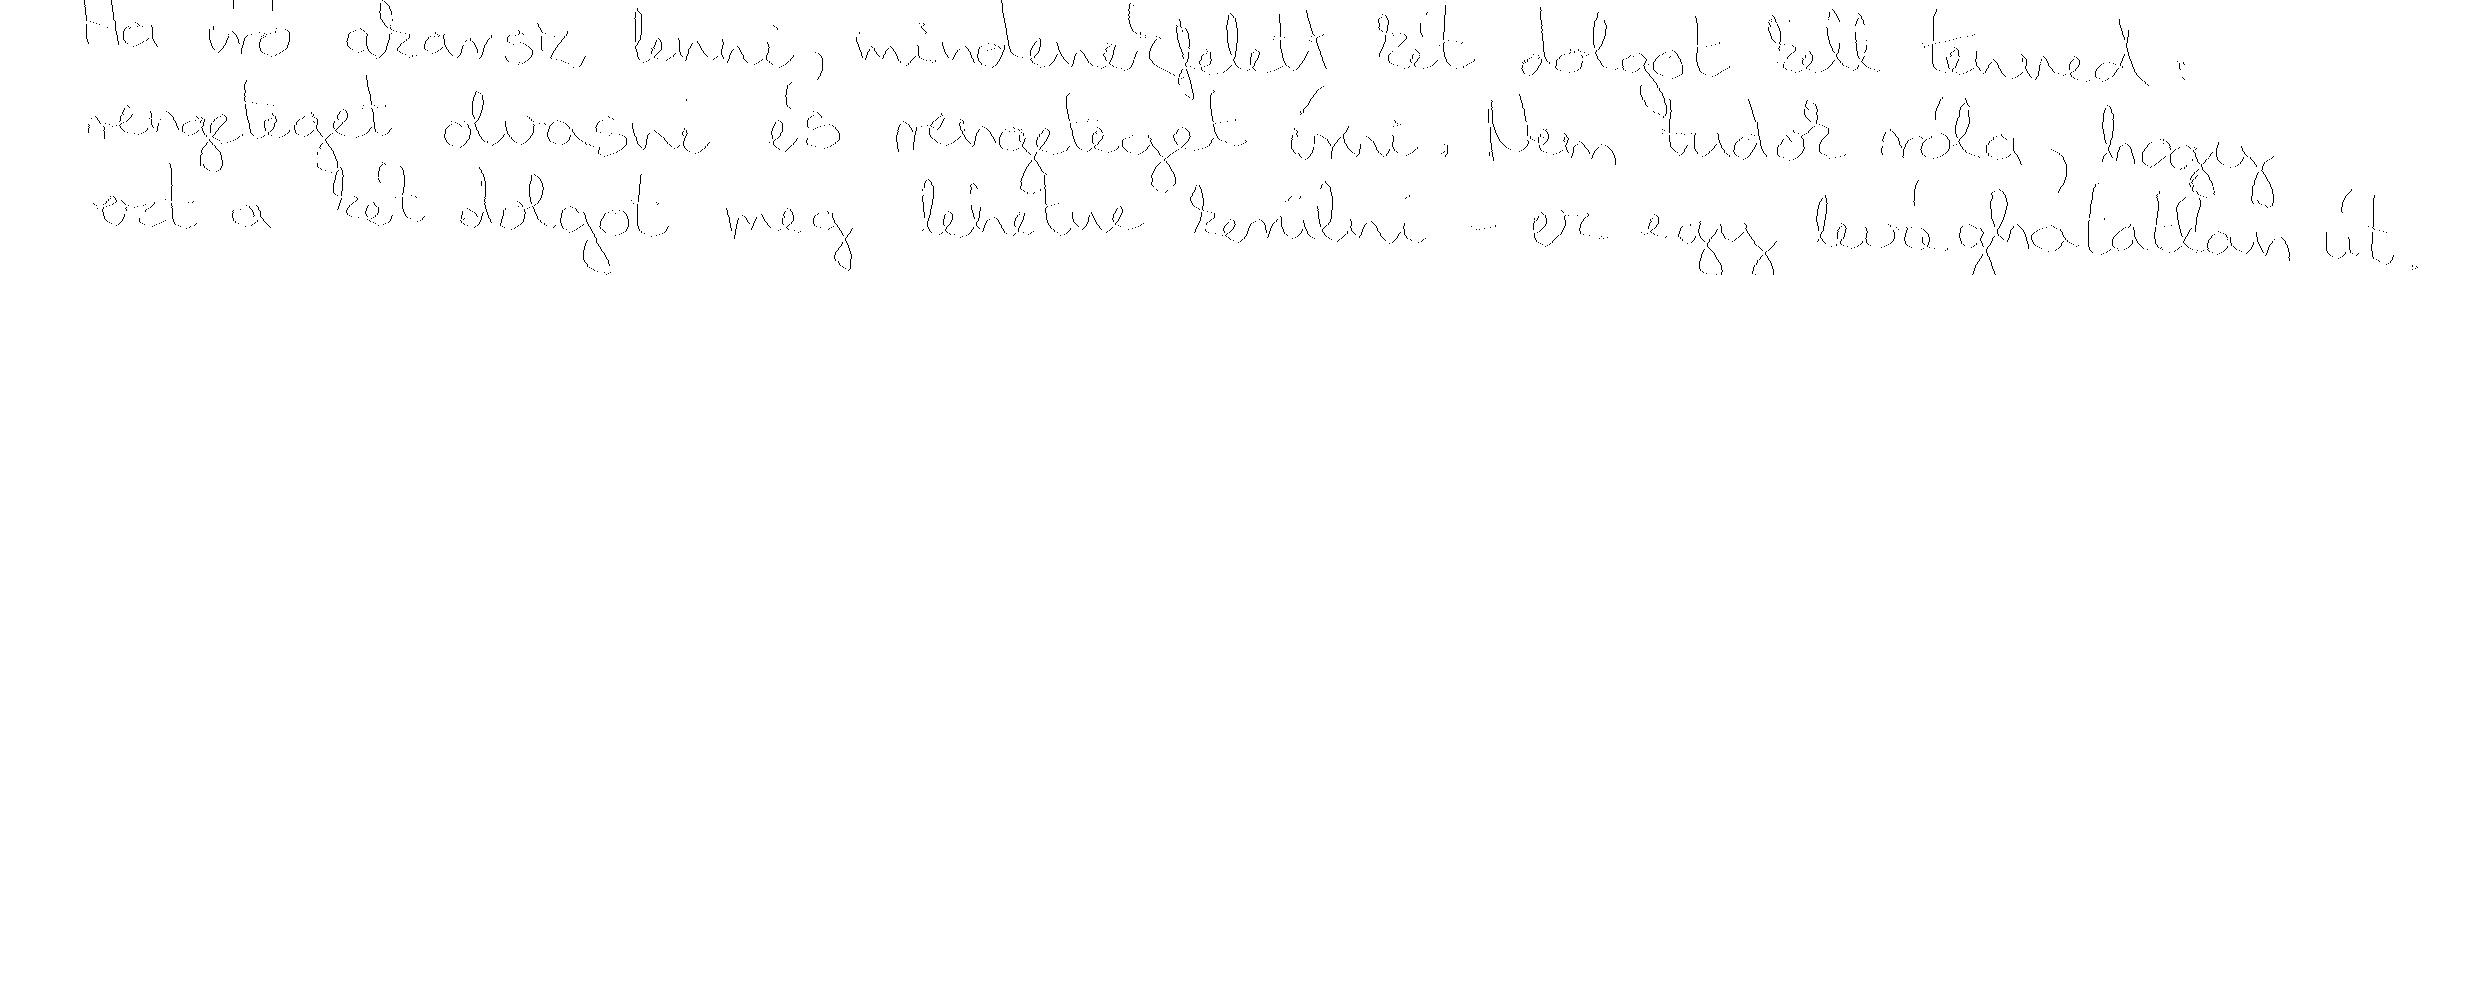 Ha író akarsz lenni, mindenekfelett két dolgot kell tenned:
rengeteget olvasni és rengeteget írni. Nem tudok róla, hogy
ezt a két dolgot meg lehetne kerülni - ez egy levághatatlan út.